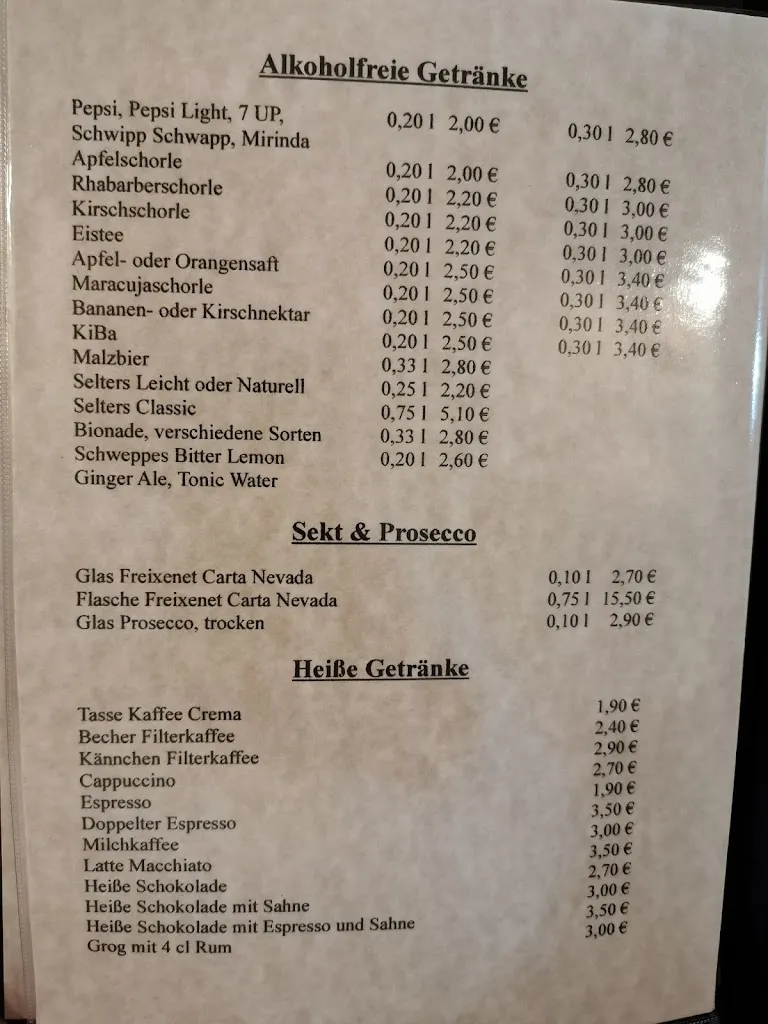 Alkoholfreie Getränke
Pepsi, Pepsi Light, 7 UP, 0,20 l 2,00 € 0,30 l 2,80 €
Schwipp Schwapp, Mirinda
Apfelschorle 0,20 l 2,00 € 0,30 l 2,80 €
Rhabarberschorle 0,20 l 2,20 € 0,30 l 3,00 €
Kirschschorle 0,20 l 2,20 € 0,30 l 3,00 €
Eistee 0,20 l 2,20 € 0,30 l 3,00 €
Apfel- oder Orangensaft 0,20 l 2,50 € 0,30 l 3,40 €
Maracujaschorle 0,20 l 2,50 € 0,30 l 3,40 €
Bananen- oder Kirschnektar 0,20 l 2,50 € 0,30 l 3,40 €
KiBa 0,20 l 2,50 € 0,30 l 3,40 €
Malzbier 0,33 l 2,80 €
Selters Leicht oder Naturell 0,25 l 2,20 €
Selters Classic 0,75 l 5,10 €
Bionade, verschiedene Sorten 0,33 l 2,80 €
Schweppes Bitter Lemon 0,20 l 2,60 €
Ginger Ale, Tonic Water
Sekt & Prosecco
Glas Freixenet Carta Nevada 0,10 l 2,70 €
Flasche Freixenet Carta Nevada 0,75 l 15,50 €
Glas Prosecco, trocken 0,10 l 2,90 €
Heiße Getränke
Tasse Kaffee Crema 1,90 €
Becher Filterkaffee 2,40 €
Kännchen Filterkaffee 2,90 €
Cappuccino 2,70 €
Espresso 1,90 €
Doppelter Espresso 3,50 €
Milchkaffee 3,00 €
Latte Macchiato 3,50 €
Heiße Schokolade 2,70 €
Heiße Schokolade mit Sahne 3,00 €
Heiße Schokolade mit Espresso und Sahne 3,50 €
Grog mit 4 cl Rum 3,00 €